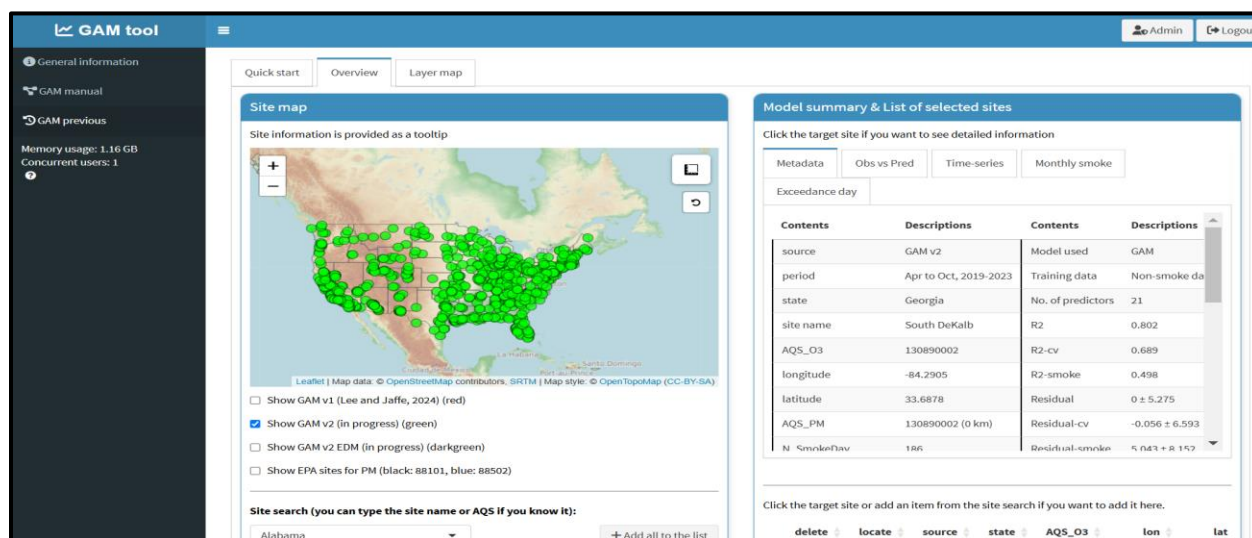 GAM tool
Admin
Logou
General information
GAM manual
GAM previous
Memory usage: 1.16 GB
Concurrent users: 1
Quick start
Overview
Layer map
Site map
Site information is provided as a tooltip
+
−
La Habana
Santo Domingo
Leaflet | Map data: © OpenStreetMap contributors, SRTM | Map style: © OpenTopoMap (CC-BY-SA)
Show GAM v1 (Lee and Jaffe, 2024) (red)
Show GAM v2 (in progress) (green)
Show GAM v2 EDM (in progress) (darkgreen)
Show EPA sites for PM (black: 88101, blue: 88502)
Site search (you can type the site name or AQS if you know it):
Alabama
+ Add all to the list
Model summary & List of selected sites
Click the target site if you want to see detailed information
Metadata
Obs vs Pred
Time-series
Monthly smoke
Exceedance day
Contents Descriptions Contents Descriptions
source GAM v2 Model used GAM
period Apr to Oct, 2019-2023 Training data Non-smoke da
state Georgia No. of predictors 21
site name South DeKalb R2 0.802
AQS_O3 130890002 R2-cv 0.689
longitude -84.2905 R2-smoke 0.498
latitude 33.6878 Residual 0 ± 5.275
AQS_PM 130890002 (0 km) Residual-cv -0.056 ± 6.593
N_SmokeDay 186 Residual-smoke 5.043 ± 8.152
Click the target site or add an item from the site search if you want to add it here.
delete locate source state AQS_O3 lon lat